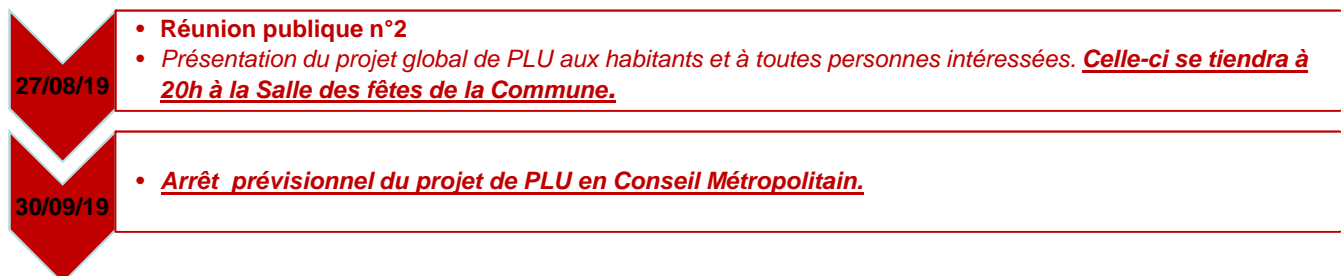 27/08/19
• Réunion publique n°2
• Présentation du projet global de PLU aux habitants et à toutes personnes intéressées. Celle-ci se tiendra à
20h à la Salle des fêtes de la Commune.
30/09/19
• Arrêt prévisionnel du projet de PLU en Conseil Métropolitain.